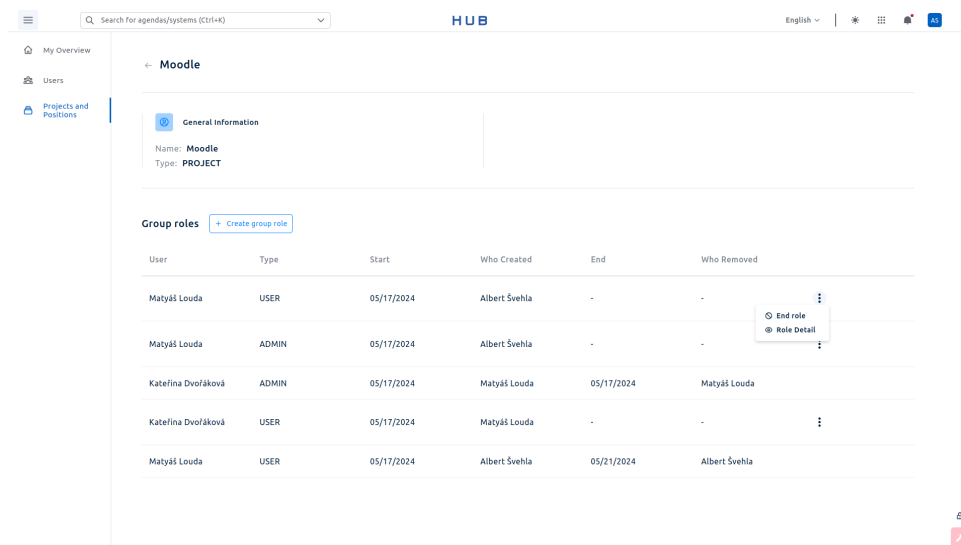 Search for agendas/systems (Ctrl+K)
HUB
English
AS
My Overview
Users
Projects and
Positions
← Moodle
General Information
Name: Moodle
Type: PROJECT
Group roles
+ Create group role
User Type Start Who Created End Who Removed
Matyáš Louda USER 05/17/2024 Albert Švehla - -
End role
Role Detail
Matyáš Louda ADMIN 05/17/2024 Albert Švehla - -
Kateřina Dvořáková ADMIN 05/17/2024 Matyáš Louda 05/17/2024 Matyáš Louda
Kateřina Dvořáková USER 05/17/2024 Matyáš Louda - -
Matyáš Louda USER 05/17/2024 Albert Švehla 05/21/2024 Albert Švehla